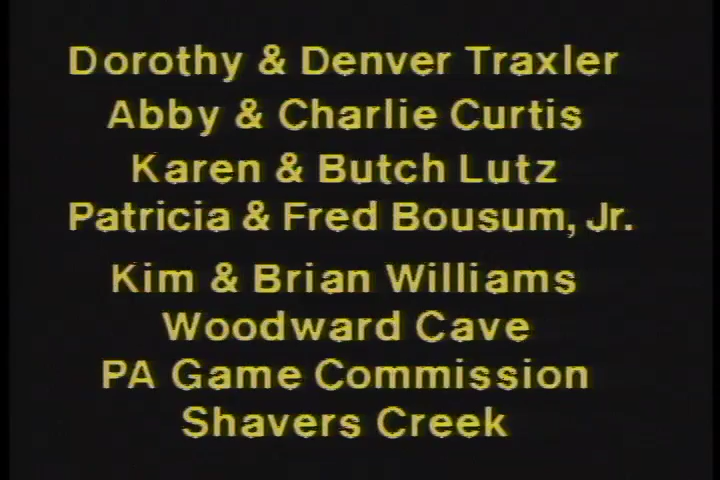 Dorothy & Denver Traxler
Abby & Charlie Curtis
Karen & Butch Lutz
Patricia & Fred Bousum, Jr.
Kim & Brian Williams
Woodward Cave
PA Game Commission
Shavers Creek